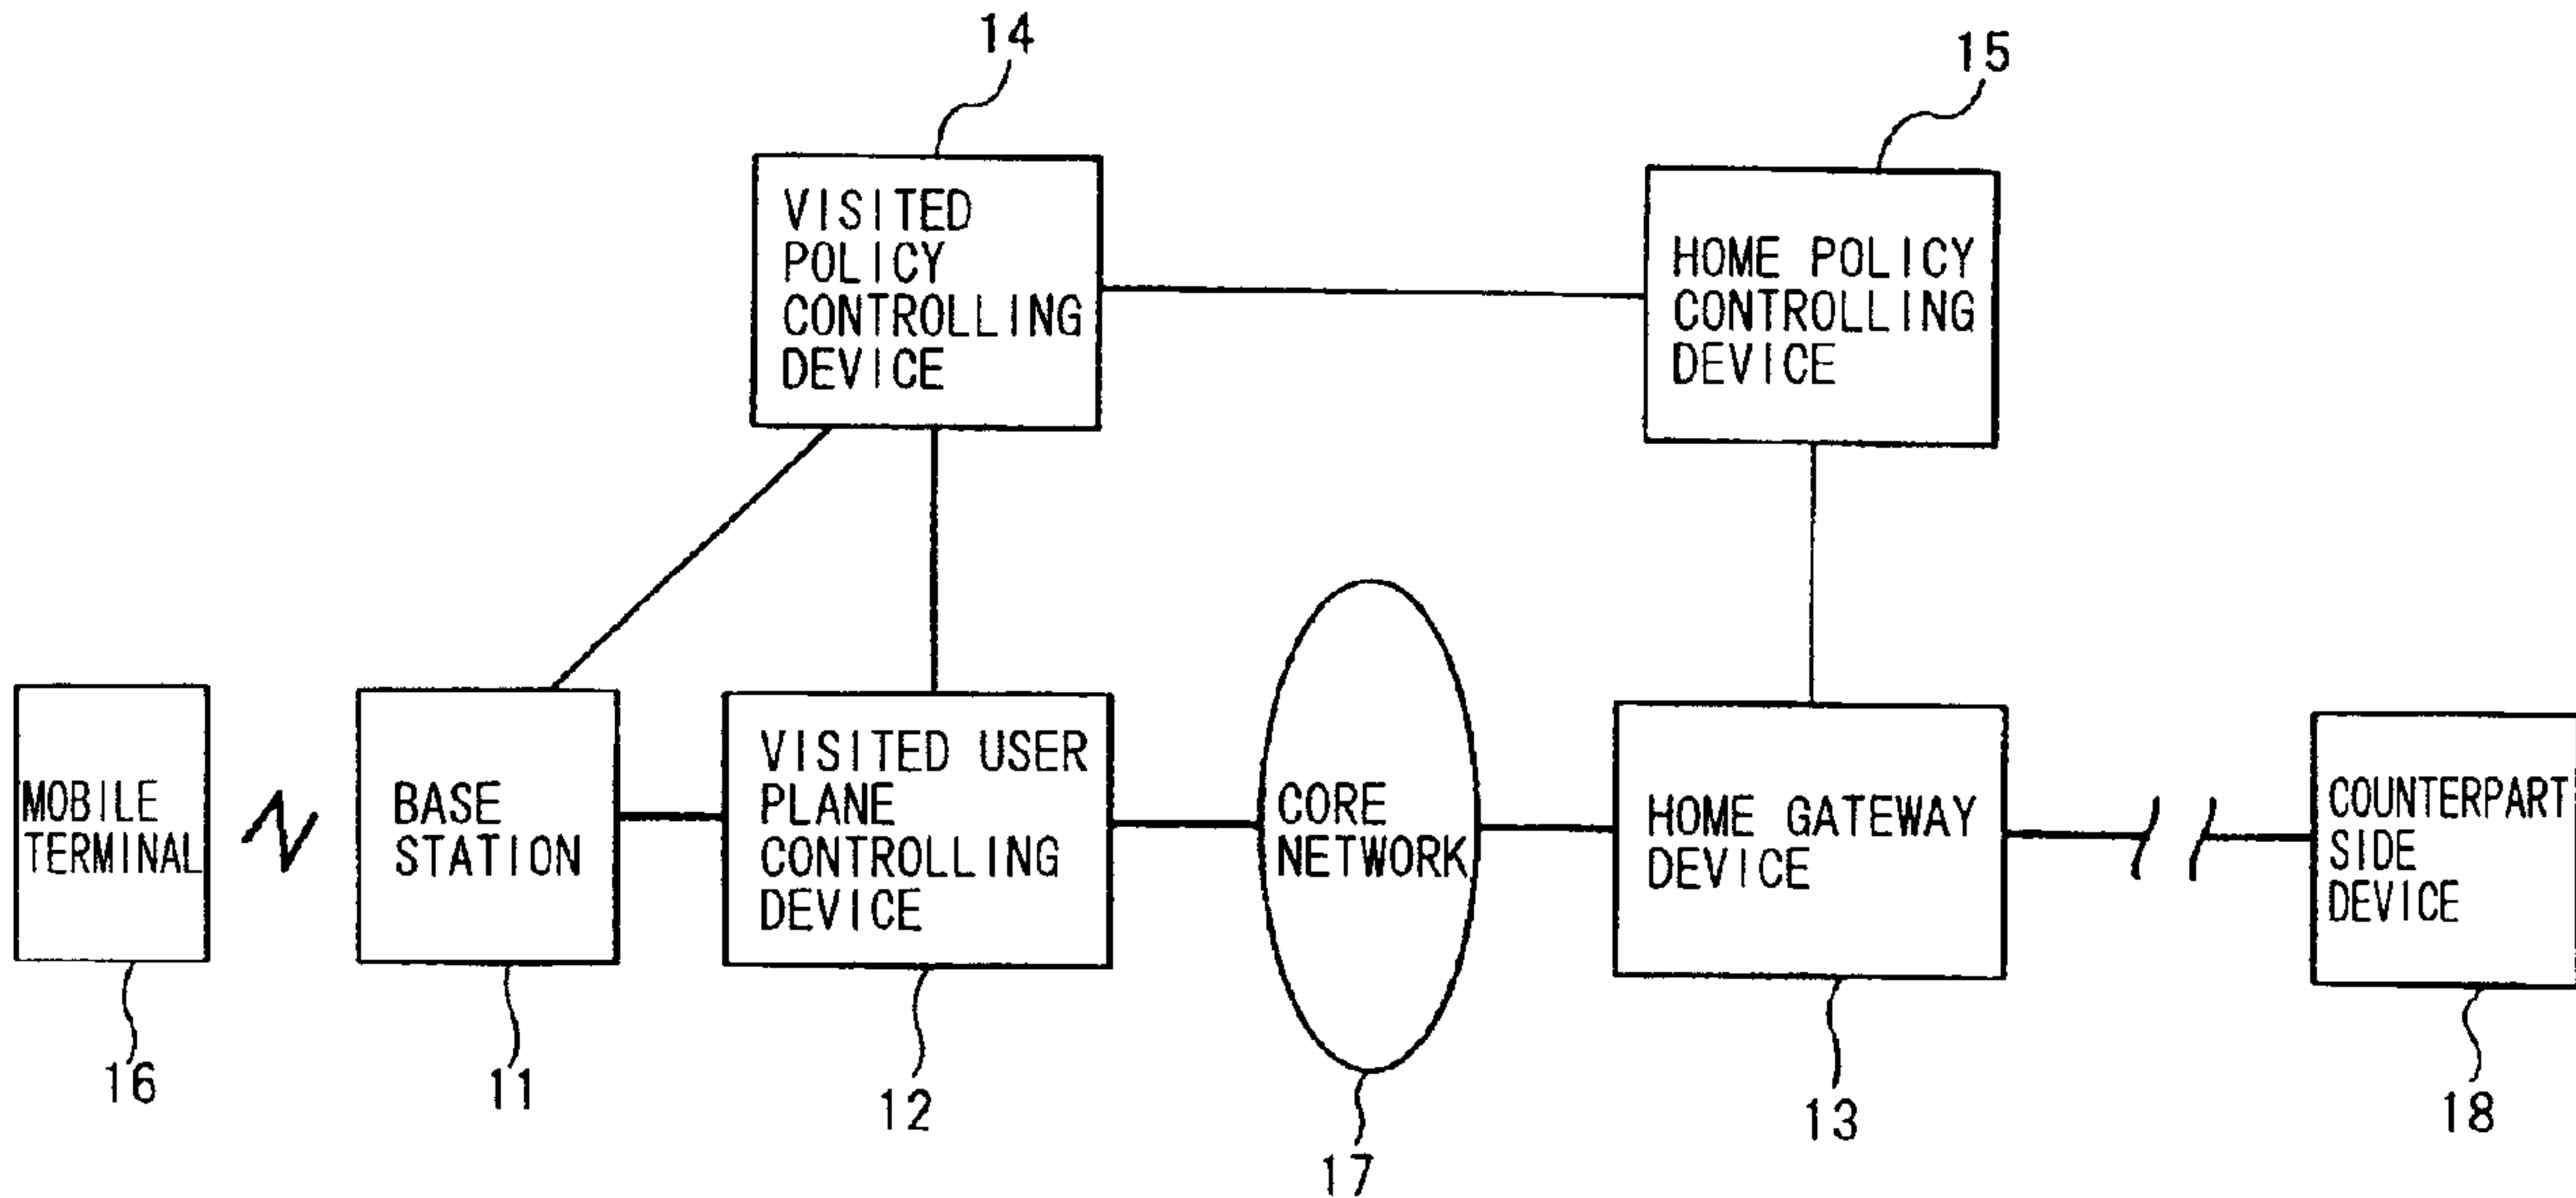 14
15
VISITED
POLICY
CONTROLLING
DEVICE
HOME POLICY
CONTROLLING
DEVICE
MOBILE
TERMINAL
BASE
STATION
VISITED USER
PLANE
CONTROLLING
DEVICE
CORE
NETWORK
HOME GATEWAY
DEVICE
COUNTERPART
SIDE
DEVICE
16
11
12
17
13
18